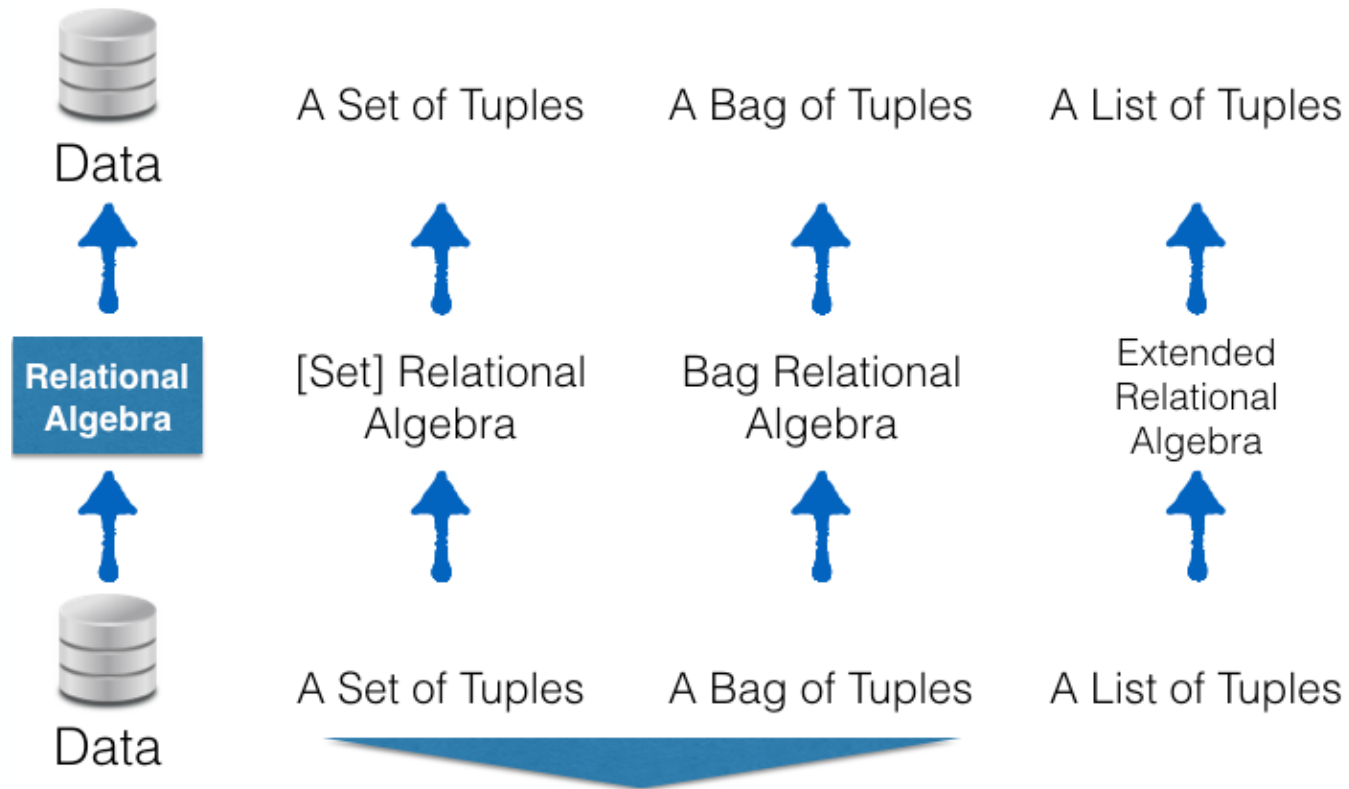 Data
A Set of Tuples
A Bag of Tuples
A List of Tuples
Relational
Algebra
[Set] Relational
Algebra
Bag Relational
Algebra
Extended
Relational
Algebra
Data
A Set of Tuples
A Bag of Tuples
A List of Tuples